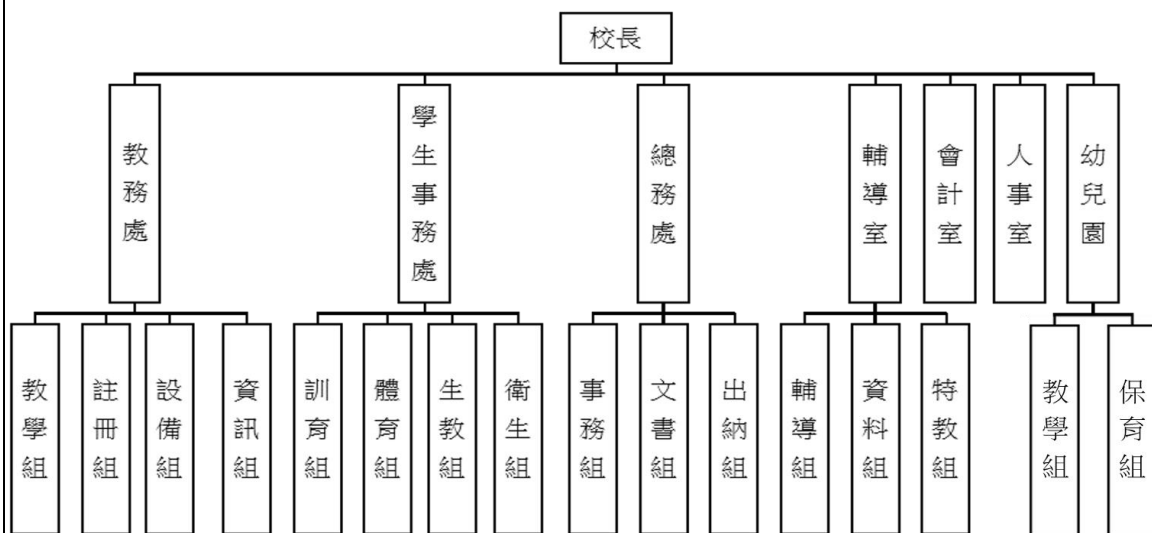 校長
教務處
學生事務處
總務處
輔導室
會計室
人事室
幼兒園
教學組
註冊組
設備組
資訊組
訓育組
體育組
生教組
衛生組
事務組
文書組
出納組
輔導組
資料組
特教組
教學組
保育組